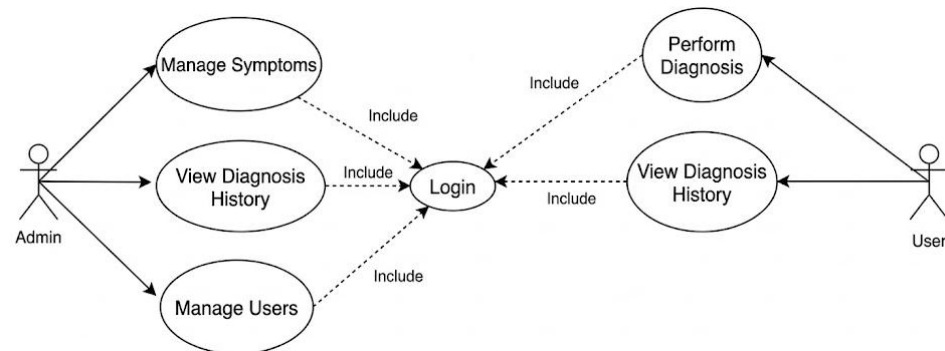 Manage Symptoms
Include
View Diagnosis
History
Include
Manage Users
Include
Admin
Login
Perform
Diagnosis
Include
View Diagnosis
History
Include
User